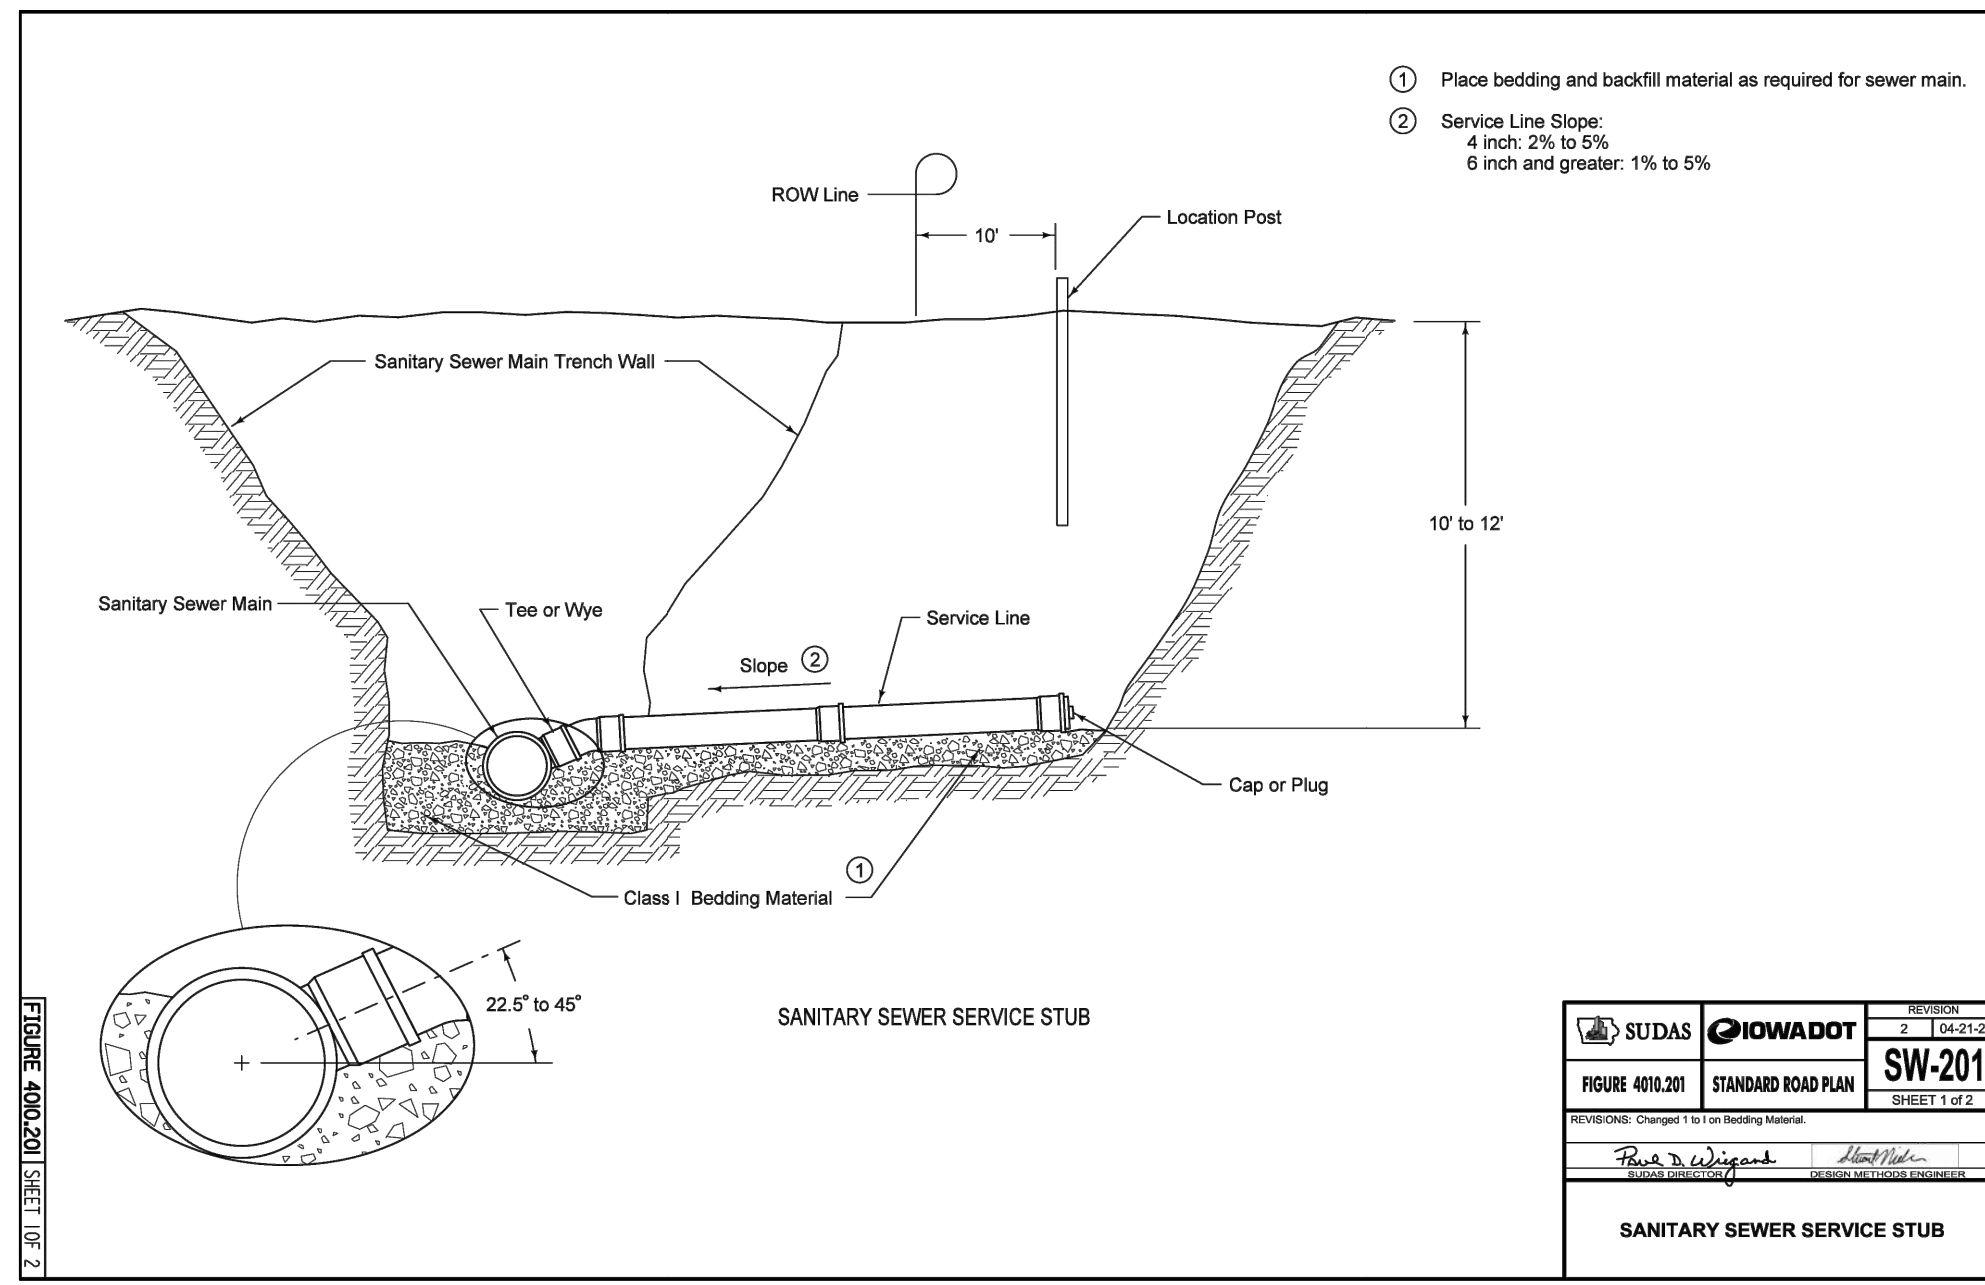 ① Place bedding and backfill material as required for sewer main.
② Service Line Slope:
4 inch: 2% to 5%
6 inch and greater: 1% to 5%
ROW Line
10'
Location Post
Sanitary Sewer Main Trench Wall
10' to 12'
Sanitary Sewer Main
Tee or Wye
Service Line
Slope ②
Cap or Plug
①
Class I Bedding Material
22.5° to 45°
SANITARY SEWER SERVICE STUB
FIGURE 4010.201 SHEET 1 OF 2
SUDAS
IOWADOT
REVISION
2 04-21-2
FIGURE 4010.201
STANDARD ROAD PLAN
SW-201
SHEET 1 of 2
REVISIONS: Changed 1 to I on Bedding Material.
Paul D. Wiegand
SUDAS DIRECTOR
DESIGN METHODS ENGINEER
SANITARY SEWER SERVICE STUB